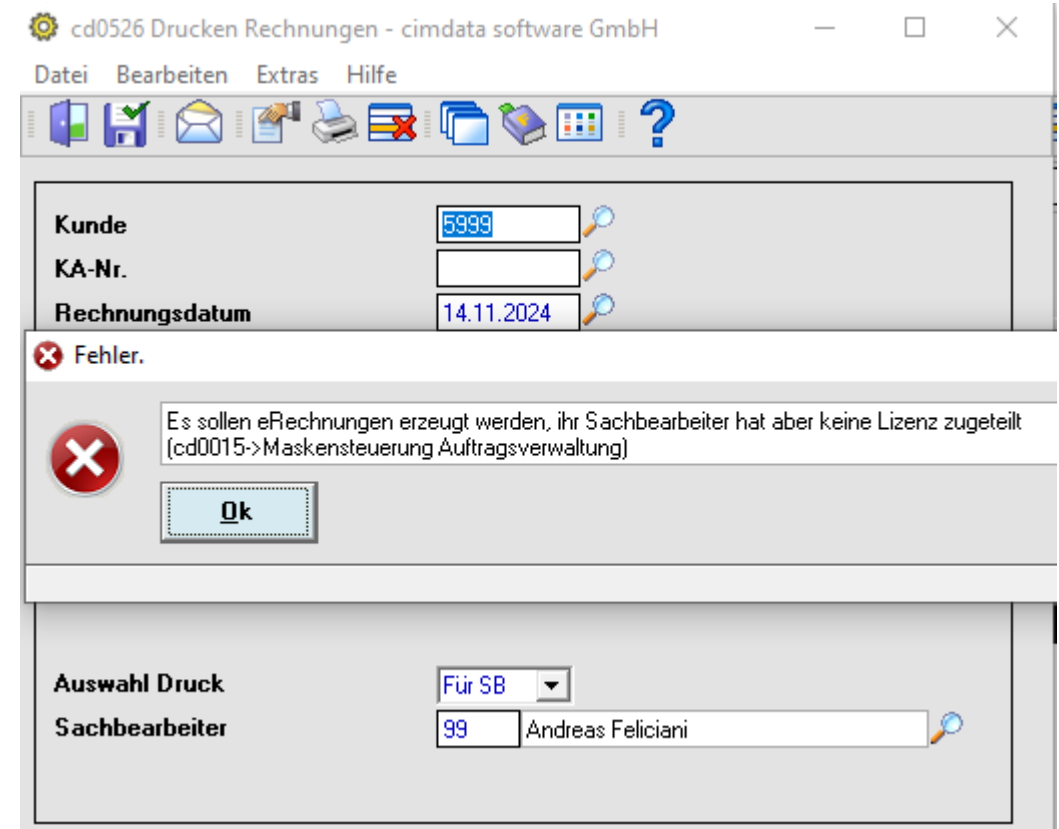 cd0526 Drucken Rechnungen - cimdata software GmbH
Datei Bearbeiten Extras Hilfe
Kunde 5999
KA-Nr.
Rechnungsdatum 14.11.2024
Fehler.
Es sollen eRechnungen erzeugt werden, ihr Sachbearbeiter hat aber keine Lizenz zugeteilt
(cd0015->Maskensteuerung Auftragsverwaltung)
Ok
Auswahl Druck Für SB
Sachbearbeiter 99 Andreas Feliciani